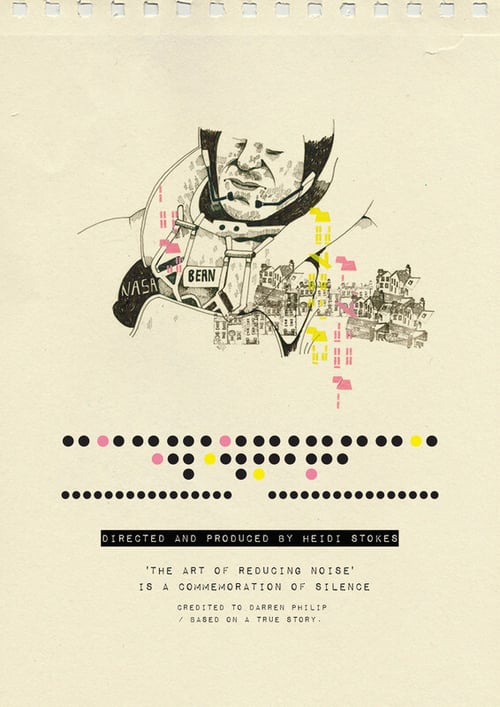 NASA
BEAN
DIRECTED AND PRODUCED BY HEIDI STOKES
'THE ART OF REDUCING NOISE'
IS A COMMEMORATION OF SILENCE
CREDITED TO DARREN PHILIP
/ BASED ON A TRUE STORY.